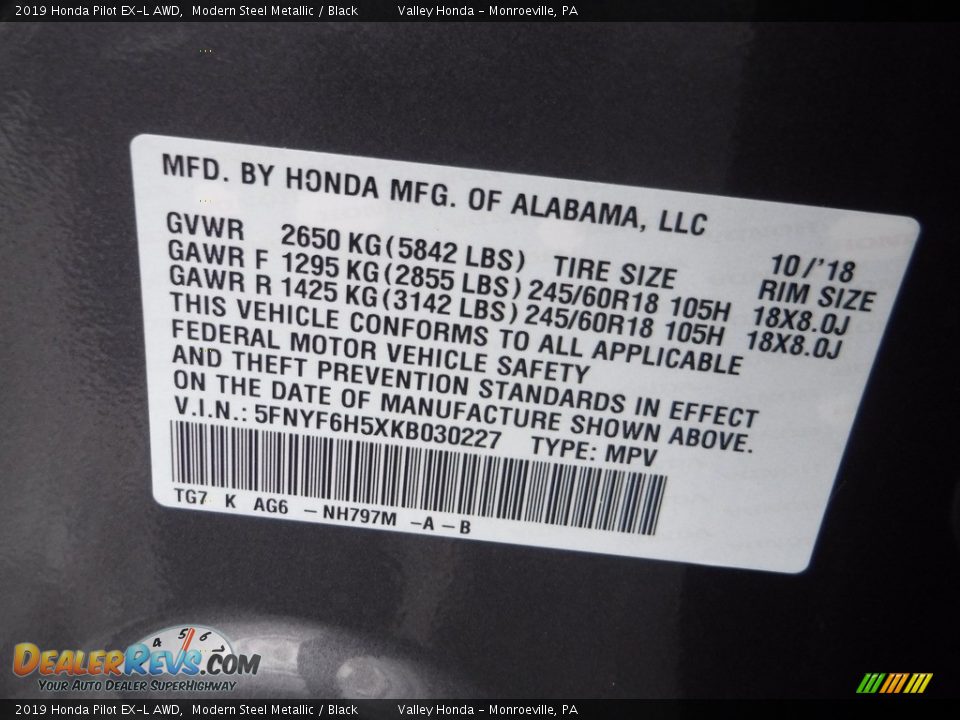 2019 Honda Pilot EX-L AWD, Modern Steel Metallic / Black Valley Honda - Monroeville, PA
MFD. BY HONDA MFG. OF ALABAMA, LLC
10/'18
GVWR 2650 KG(5842 LBS) TIRE SIZE RIM SIZE
GAWR F 1295 KG(2855 LBS) 245/60R18 105H 18X8.0J
GAWR R 1425 KG(3142 LBS) 245/60R18 105H 18X8.0J
THIS VEHICLE CONFORMS TO ALL APPLICABLE
FEDERAL MOTOR VEHICLE SAFETY
AND THEFT PREVENTION STANDARDS IN EFFECT
ON THE DATE OF MANUFACTURE SHOWN ABOVE.
V.I.N.: 5FNYF6H5XKB030227 TYPE: MPV
TG7 K AG6 -NH797M -A-B
4 5 6 7
DealerRevs.com
Your Auto Dealer SuperHighway
2019 Honda Pilot EX-L AWD, Modern Steel Metallic / Black Valley Honda - Monroeville, PA